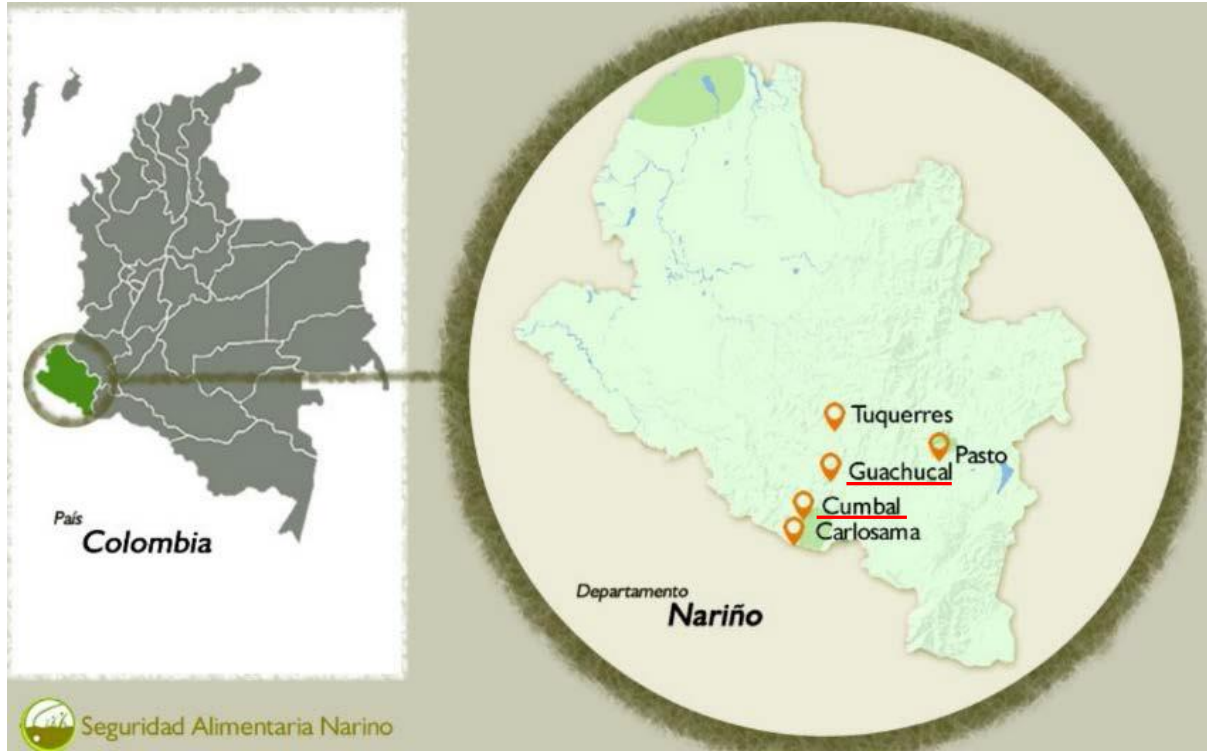 País
Colombia
Tuquerres
Pasto
Guachucal
Cumbal
Carlosama
Departamento
Nariño
Seguridad Alimentaria Narino